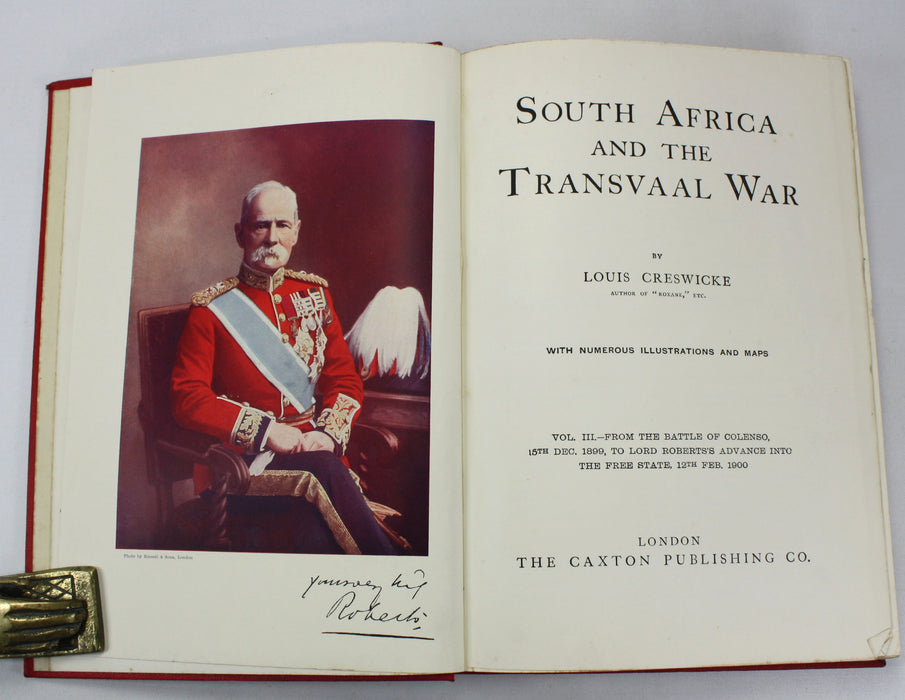 Photo by Russell & Sons, London
Yours very truly
Roberts
SOUTH AFRICA
AND THE
TRANSVAAL WAR
BY
LOUIS CRESWICKE
AUTHOR OF "ROXANE," ETC.
WITH NUMEROUS ILLUSTRATIONS AND MAPS
VOL. III.—FROM THE BATTLE OF COLENSO,
15TH DEC. 1899, TO LORD ROBERTS'S ADVANCE INTO
THE FREE STATE, 12TH FEB. 1900
LONDON
THE CAXTON PUBLISHING CO.